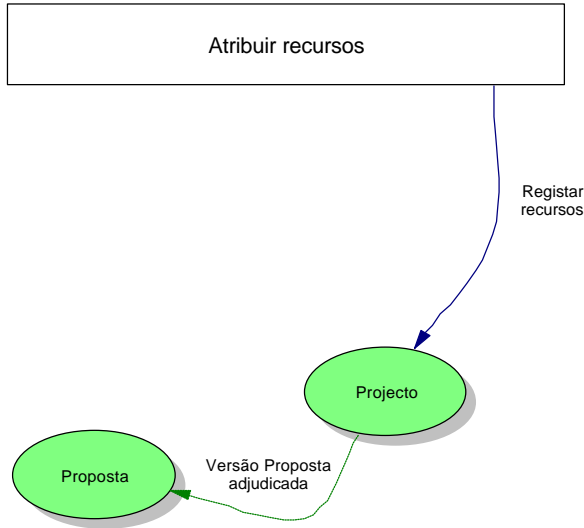 Atribuir recursos
Registar
recursos
Projecto
Versão Proposta
adjudicada
Proposta